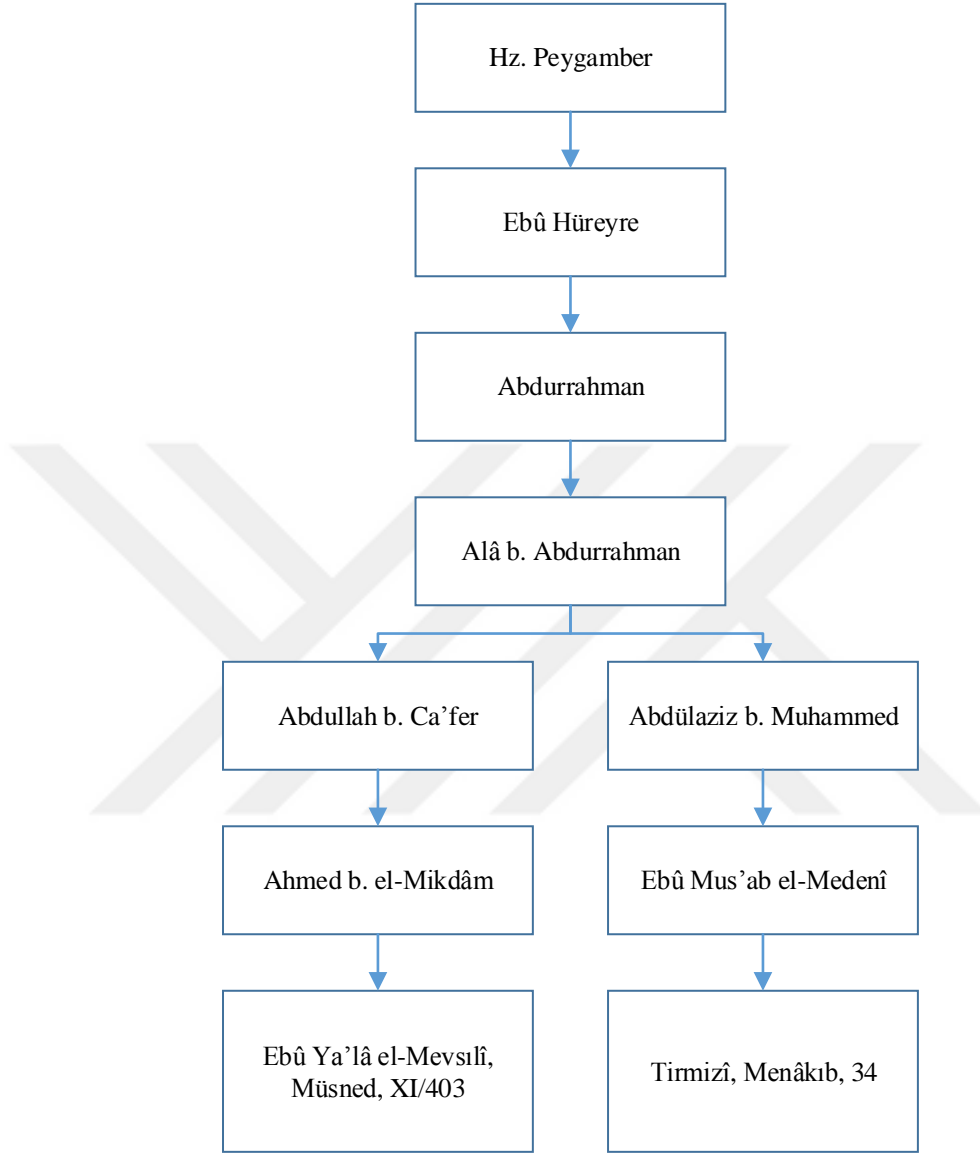 Hz. Peygamber
Ebû Hüreyre
Abdurrahman
Alâ b. Abdurrahman
Abdullah b. Ca’fer
Abdülaziz b. Muhammed
Ahmed b. el-Mikdâm
Ebû Mus’ab el-Medenî
Ebû Ya’lâ el-Mevsılî,
Müsned, XI/403
Tirmizî, Menâkıb, 34